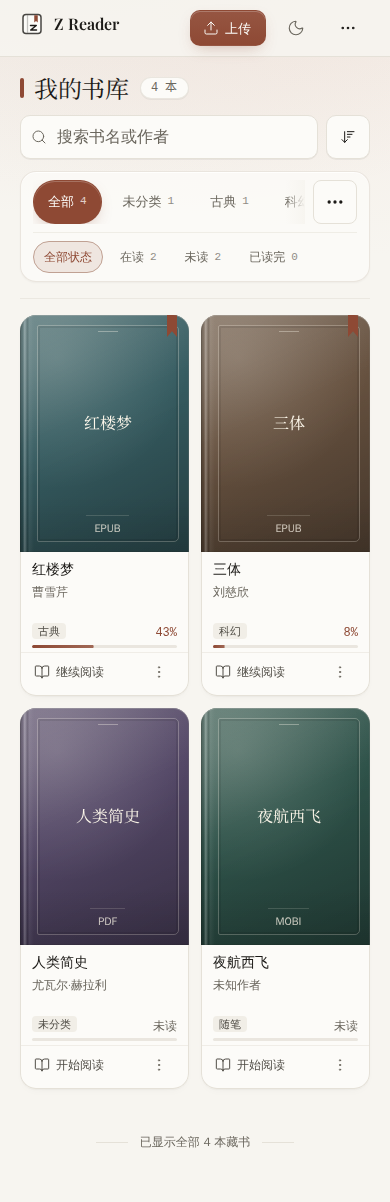 Z Reader
上传
我的书库
4 本
搜索书名或作者
全部 4
未分类 1
古典 1
科
全部状态
在读 2
未读 2
已读完 0
红楼梦
EPUB
三体
EPUB
红楼梦
曹雪芹
古典
43%
继续阅读
三体
刘慈欣
科幻
8%
继续阅读
人类简史
PDF
夜航西飞
MOBI
人类简史
尤瓦尔·赫拉利
未分类
未读
开始阅读
夜航西飞
未知作者
随笔
未读
开始阅读
已显示全部 4 本藏书